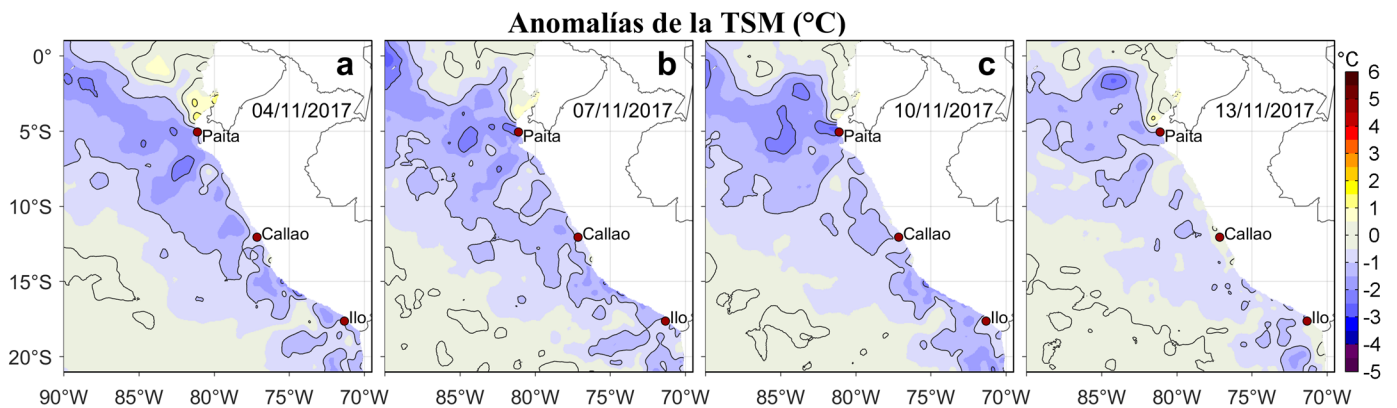 Anomalías de la TSM (°C)
a
b
c
°C
04/11/2017
07/11/2017
10/11/2017
13/11/2017
Paita
Paita
Paita
Paita
Callao
Callao
Callao
Callao
Ilo
Ilo
Ilo
Ilo
0°
5°S
10°S
15°S
20°S
90°W 85°W 80°W 75°W 70°W
85°W 80°W 75°W 70°W
85°W 80°W 75°W 70°W
85°W 80°W 75°W 70°W
6
5
4
3
2
1
0
-1
-2
-3
-4
-5